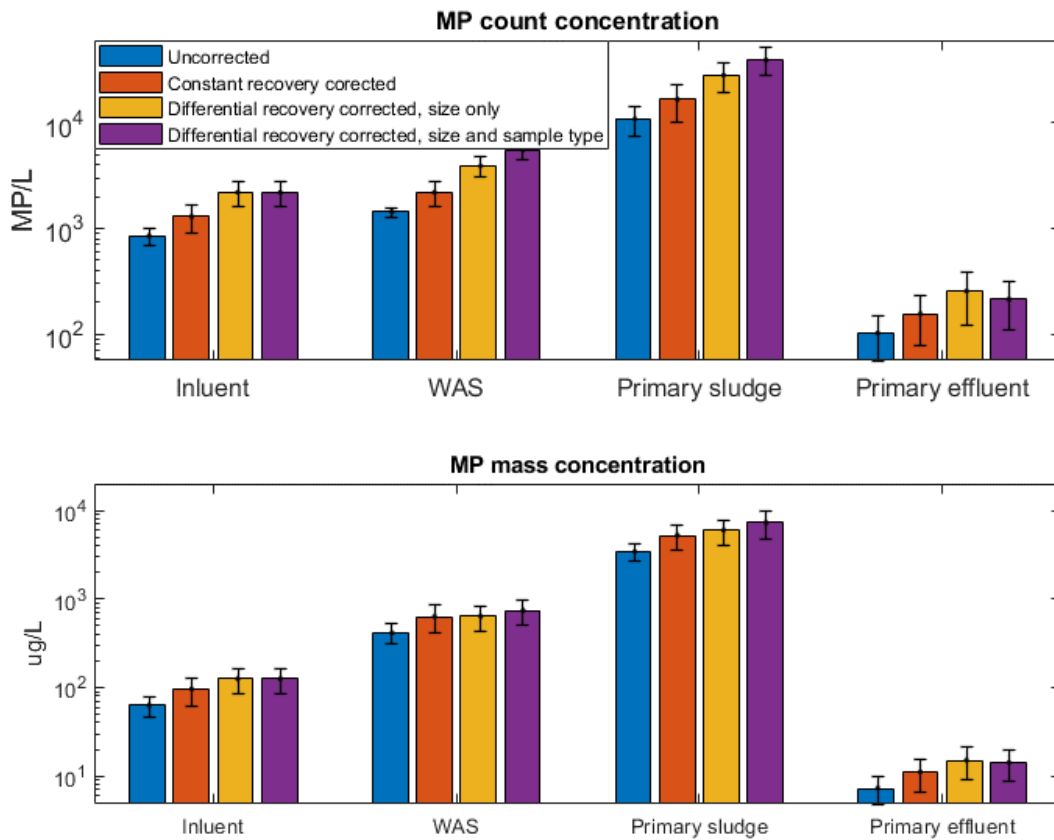 MP count concentration
Uncorrected
Constant recovery corected
Differential recovery corrected, size only
Differential recovery corrected, size and sample type
MP/L
10^4
10^3
10^2
Inluent WAS Primary sludge Primary effluent
MP mass concentration
ug/L
10^4
10^3
10^2
10^1
Inluent WAS Primary sludge Primary effluent